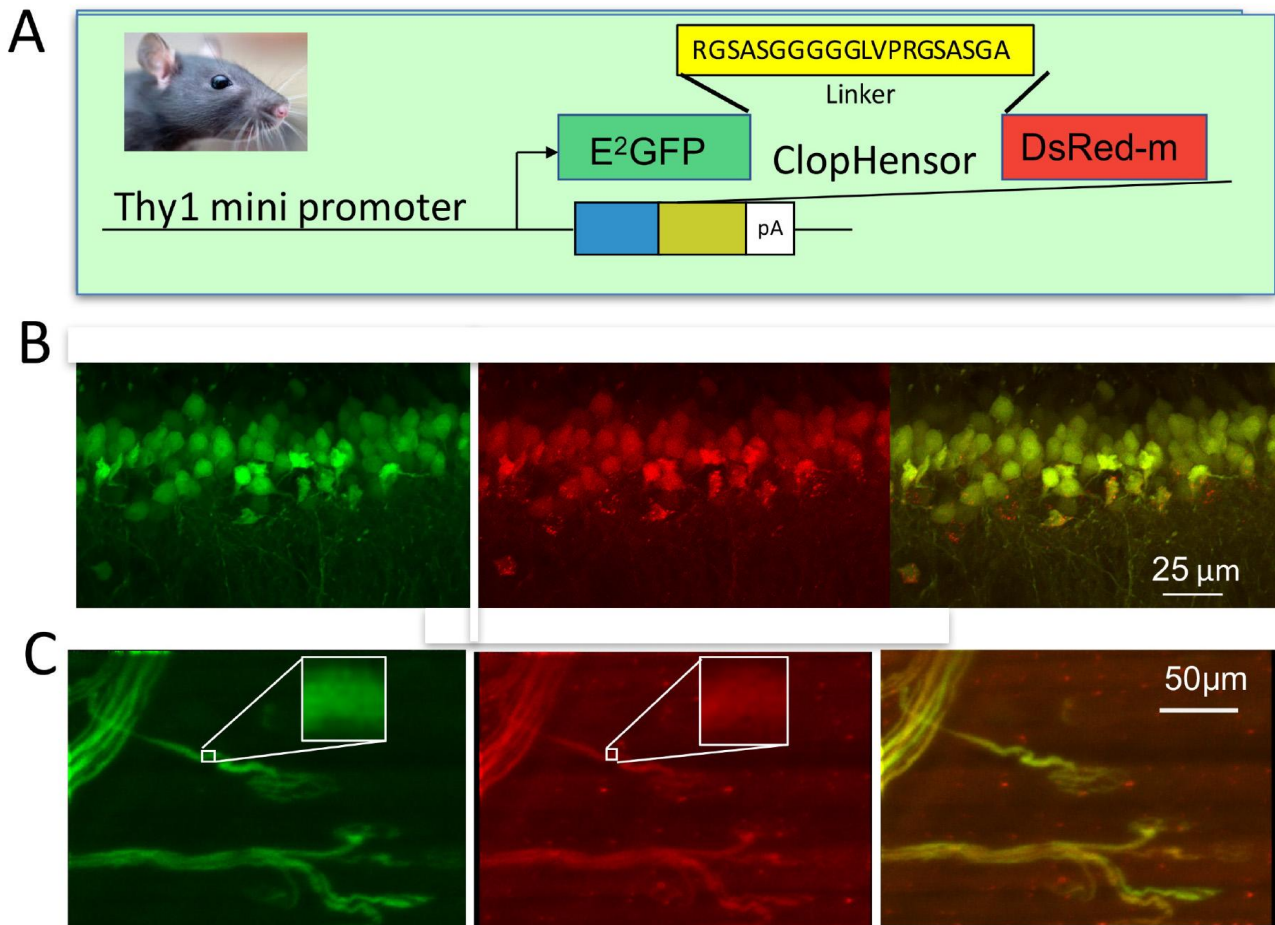 A
RGSASGGGGGLVPRGSASGA
Linker
E²GFP
ClopHensor
DsRed-m
Thy1 mini promoter
pA
B
25 µm
C
50µm